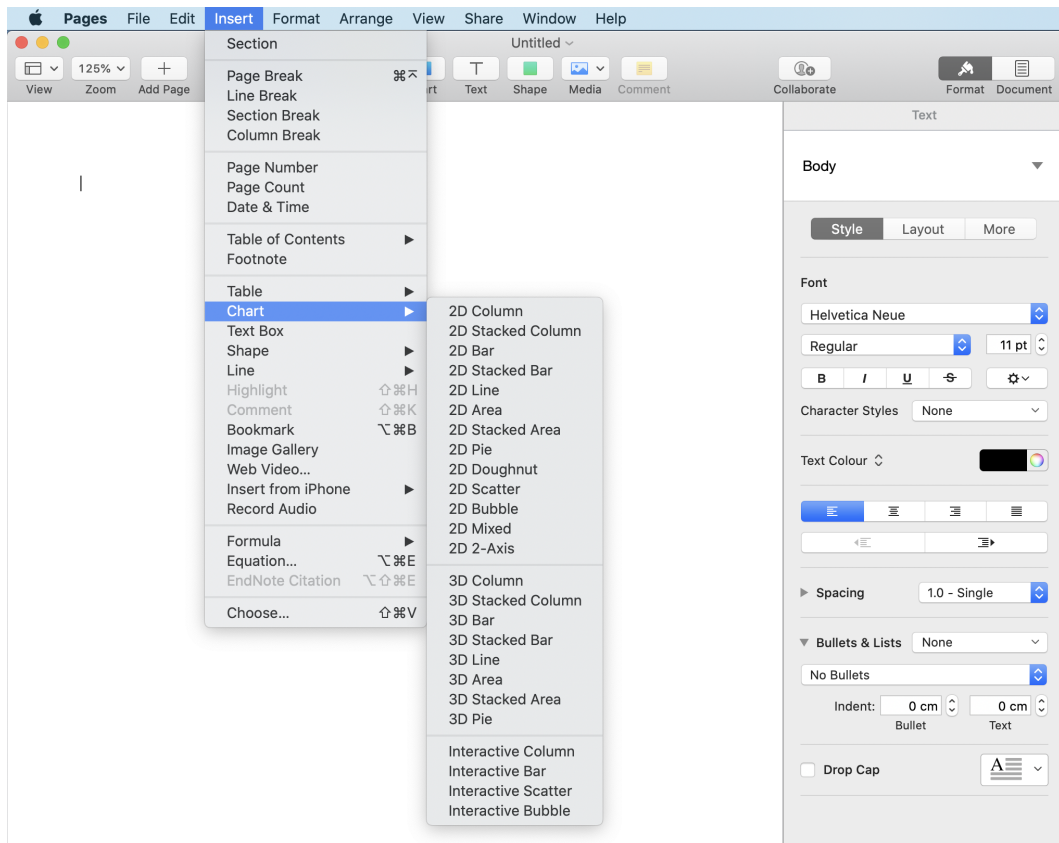 Pages File Edit Insert Format Arrange View Share Window Help
Untitled
125%
View Zoom Add Page
Text Shape Media Comment
Collaborate
Format Document
Section
Page Break ⌘⌤
Line Break
Section Break
Column Break
Page Number
Page Count
Date & Time
Table of Contents
Footnote
Table
Chart
Text Box
Shape
Line
Highlight ⇧⌘H
Comment ⇧⌘K
Bookmark ⌥⌘B
Image Gallery
Web Video...
Insert from iPhone
Record Audio
Formula
Equation... ⌥⌘E
EndNote Citation ⌥⇧⌘E
Choose... ⇧⌘V
2D Column
2D Stacked Column
2D Bar
2D Stacked Bar
2D Line
2D Area
2D Stacked Area
2D Pie
2D Doughnut
2D Scatter
2D Bubble
2D Mixed
2D 2-Axis
3D Column
3D Stacked Column
3D Bar
3D Stacked Bar
3D Line
3D Area
3D Stacked Area
3D Pie
Interactive Column
Interactive Bar
Interactive Scatter
Interactive Bubble
Text
Body
Style Layout More
Font
Helvetica Neue
Regular 11 pt
B I U S
Character Styles None
Text Colour
Spacing 1.0 - Single
Bullets & Lists None
No Bullets
Indent: 0 cm 0 cm
Bullet Text
Drop Cap A